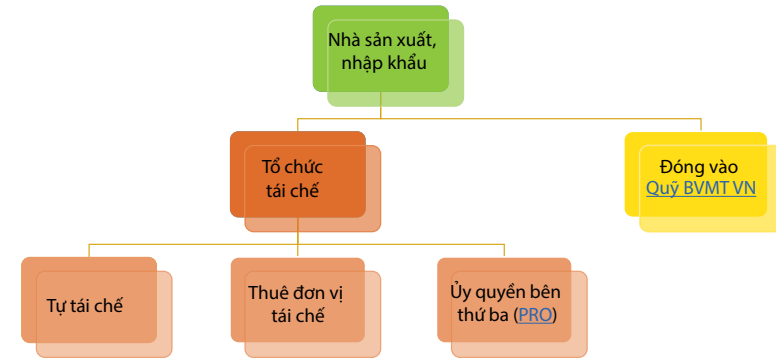 Nhà sản xuất,
nhập khẩu
Tổ chức
tái chế
Đóng vào
Quỹ BVMT VN
Tự tái chế
Thuê đơn vị
tái chế
Ủy quyền bên
thứ ba (PRO)